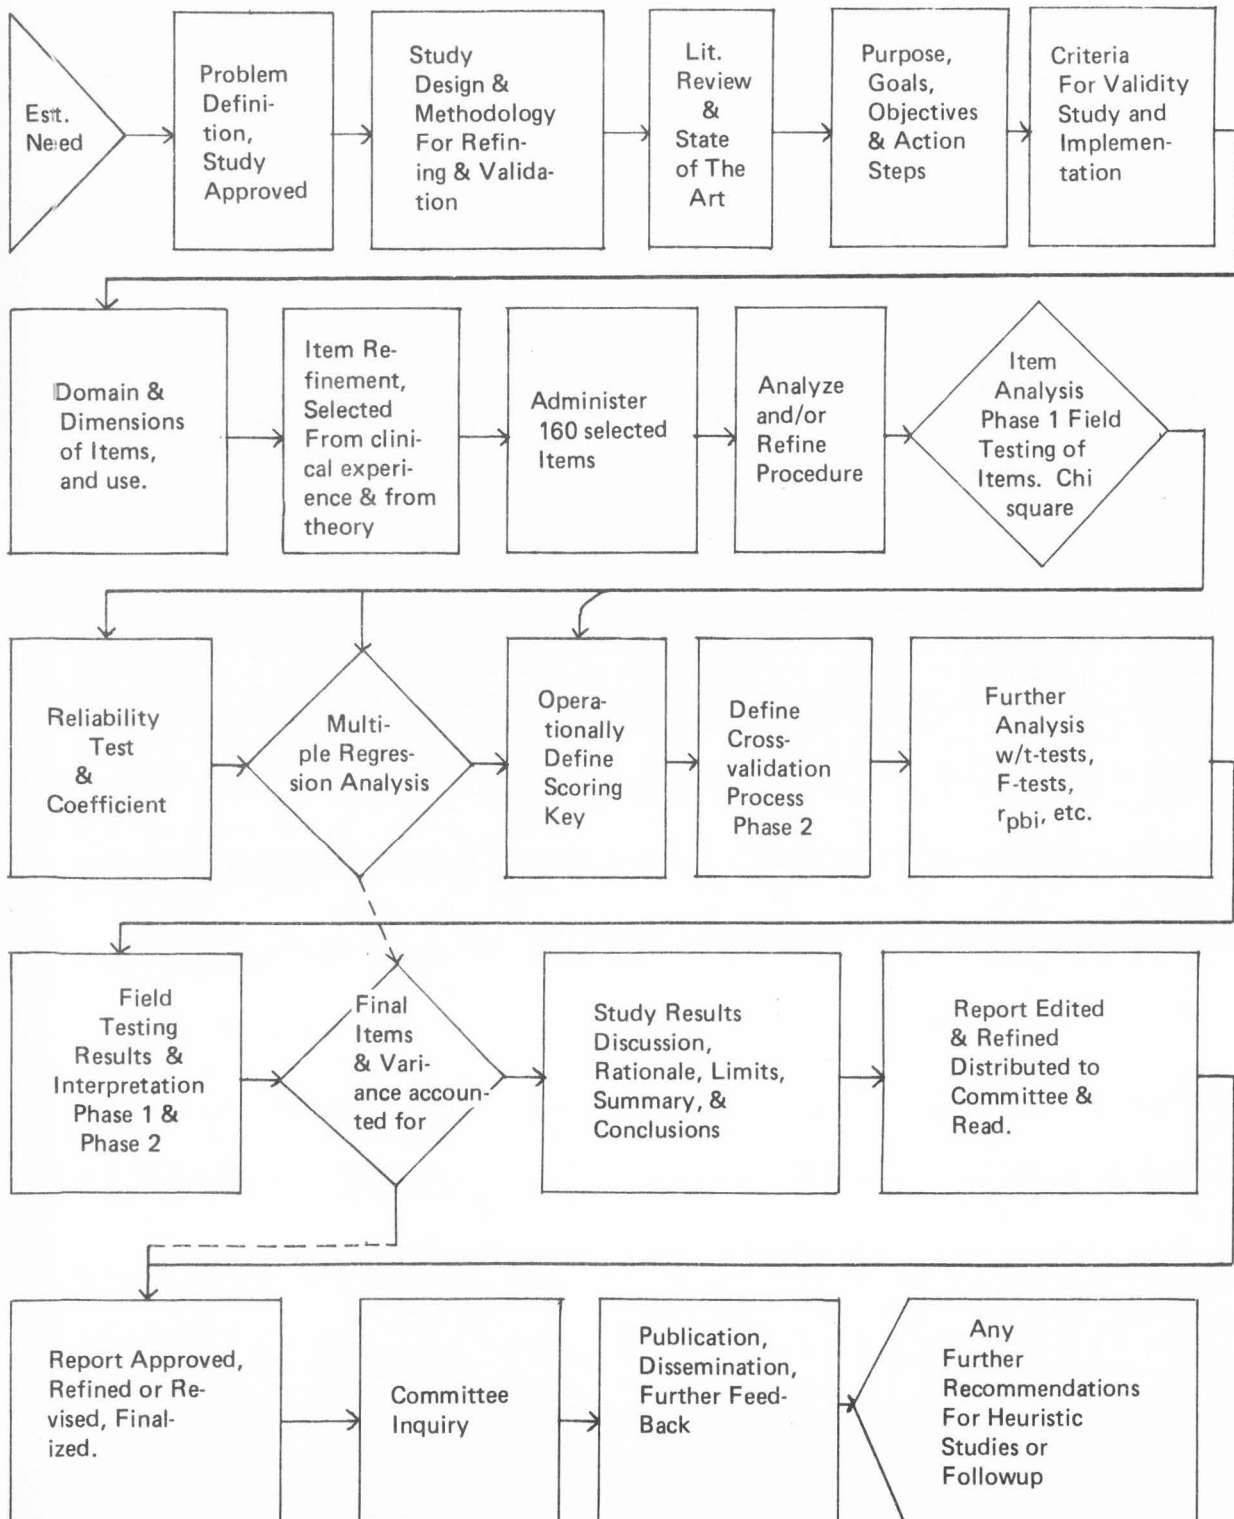 Est.
Need
Problem
Defini-
tion,
Study
Approved
Study
Design &
Methodology
For Refin-
ing & Valida-
tion
Lit.
Review
&
State
of The
Art
Purpose,
Goals,
Objectives
& Action
Steps
Criteria
For Validity
Study and
Implemen-
tation
Domain &
Dimensions
of Items,
and use.
Item Re-
finement,
Selected
From clini-
cal experi-
ence & from
theory
Administer
160 selected
Items
Analyze
and/or
Refine
Procedure
Item
Analysis
Phase 1 Field
Testing of
Items. Chi
square
Reliability
Test
&
Coefficient
Multi-
ple Regres-
sion Analysis
Opera-
tionally
Define
Scoring
Key
Define
Cross-
validation
Process
Phase 2
Further
Analysis
w/t-tests,
F-tests,
rpbi, etc.
Field
Testing
Results &
Interpretation
Phase 1 &
Phase 2
Final
Items
& Vari-
ance accoun-
ted for
Study Results
Discussion,
Rationale, Limits,
Summary, &
Conclusions
Report Edited
& Refined
Distributed to
Committee &
Read.
Report Approved,
Refined or Re-
vised, Final-
ized.
Committee
Inquiry
Publication,
Dissemination,
Further Feed-
Back
Any
Further
Recommendations
For Heuristic
Studies or
Followup